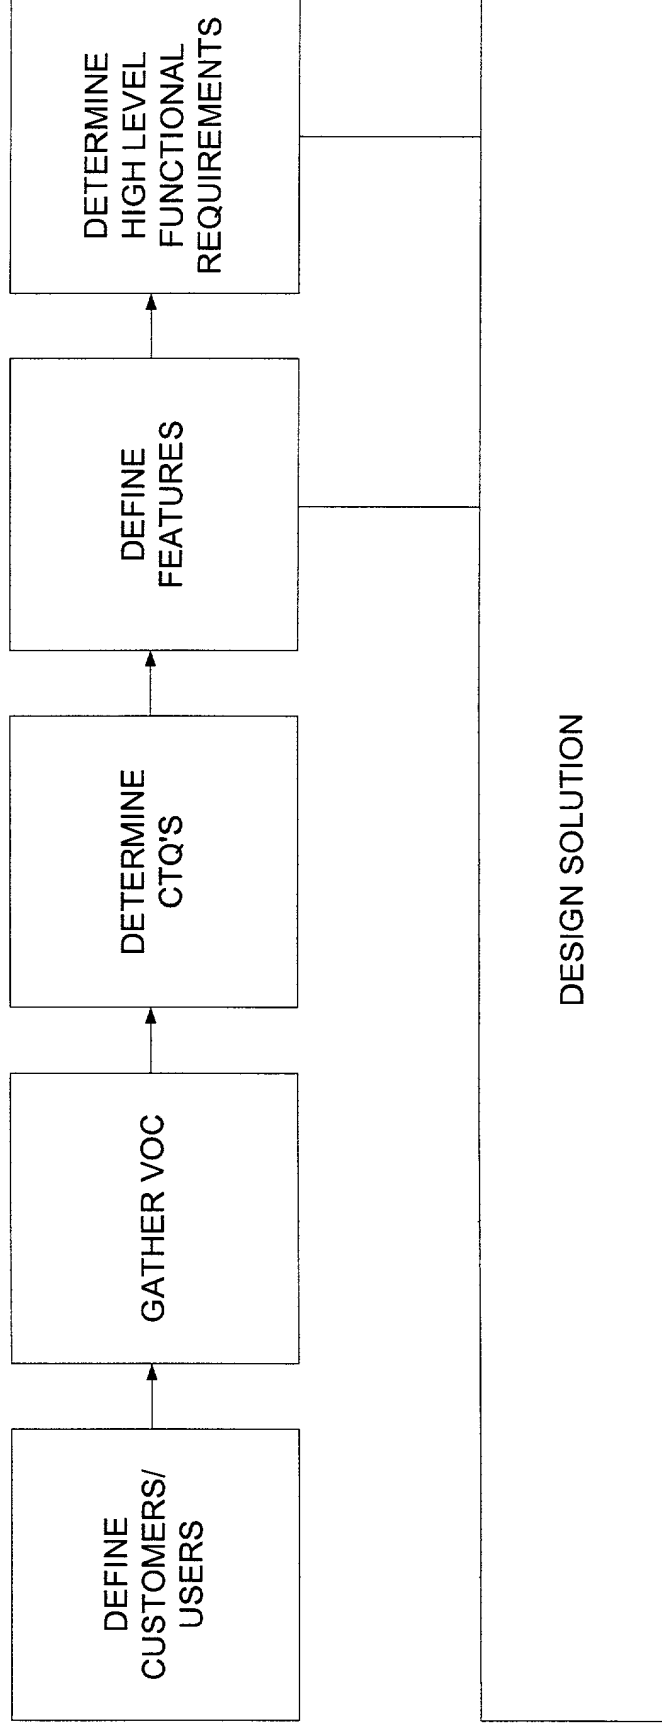 DEFINE
CUSTOMERS/
USERS
GATHER VOC
DETERMINE
CTQ'S
DEFINE
FEATURES
DETERMINE
HIGH LEVEL
FUNCTIONAL
REQUIREMENTS
DESIGN SOLUTION